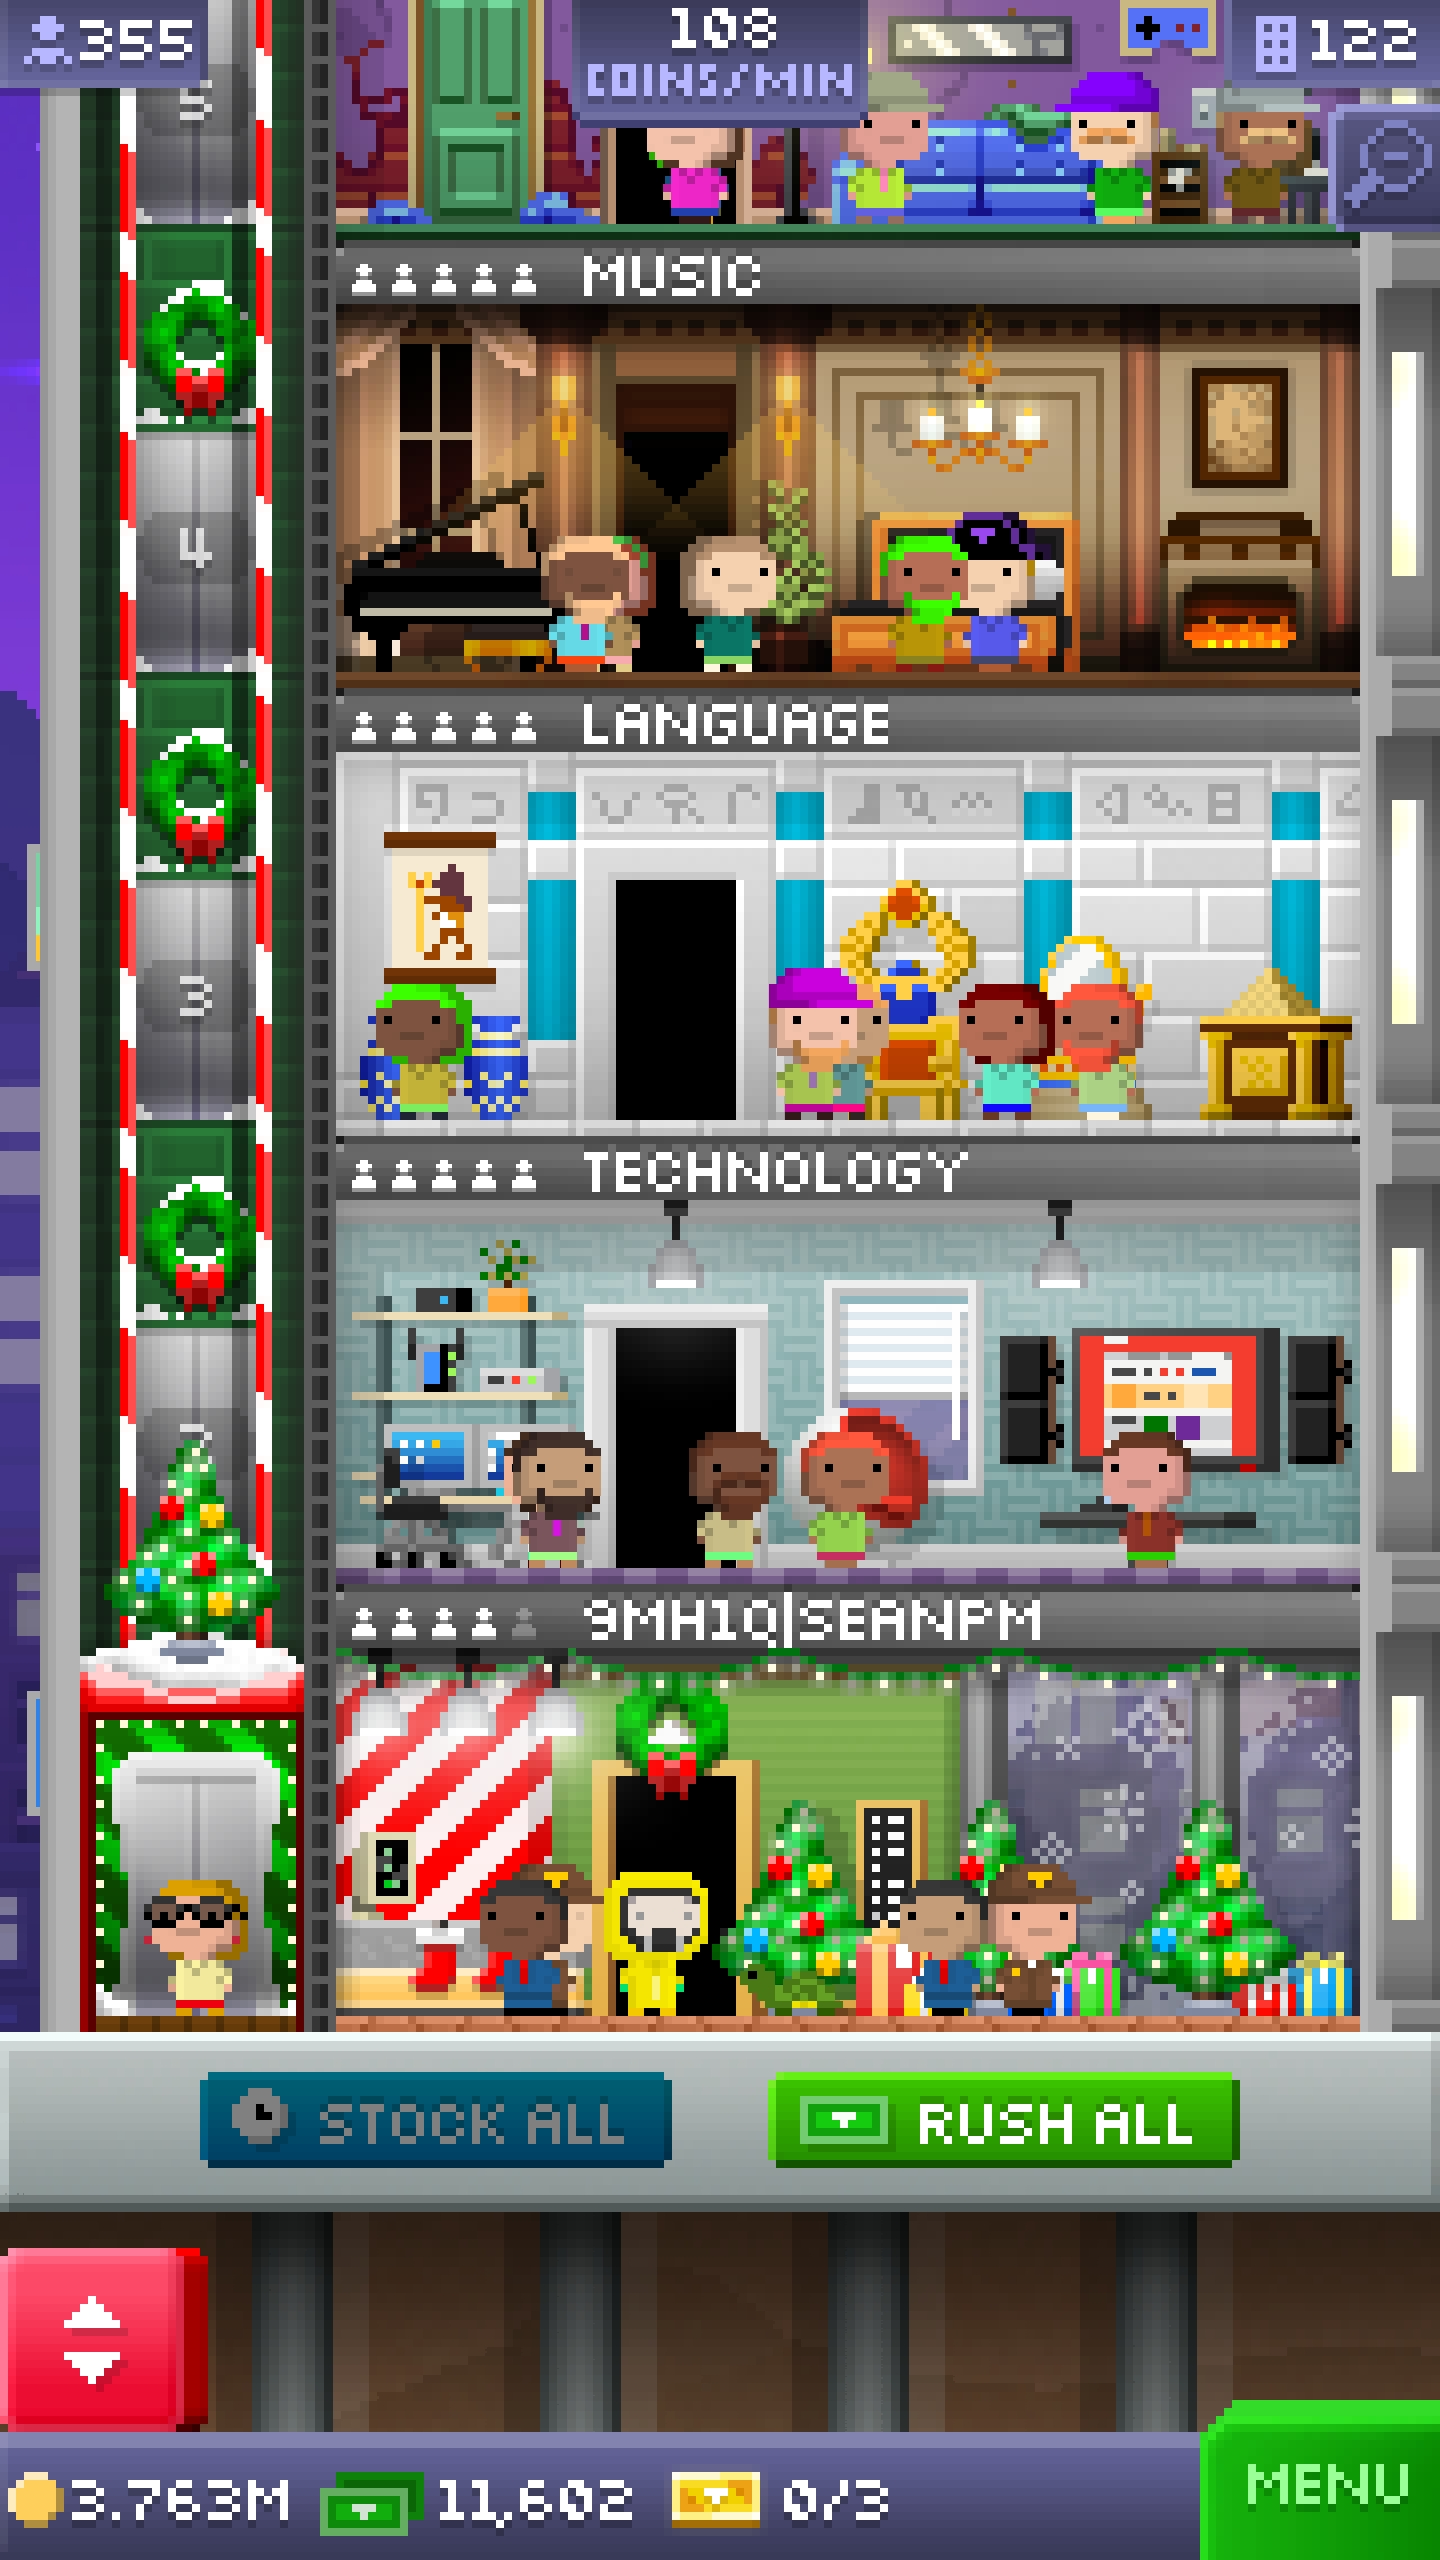 355
108
COINS/MIN
122
5
MUSIC
4
LANGUAGE
3
TECHNOLOGY
2
9MH1Q|SEANPM
STOCK ALL
RUSH ALL
3.763M
11,602
0/3
MENU